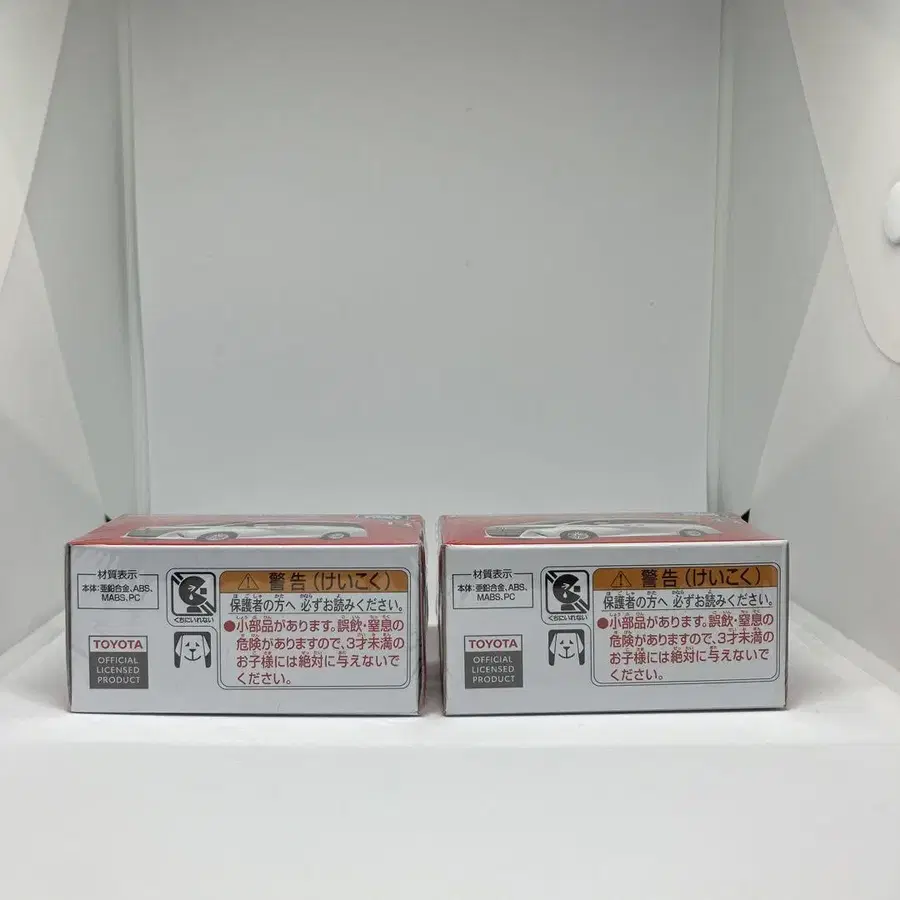 材質表示
本体:亜鉛合金、ABS、
MABS、PC
TOYOTA
OFFICIAL
LICENSED
PRODUCT
くちにいれない
警告(けいこく)
保護者の方へ 必ずお読みください。
●小部品があります。誤飲・窒息の
危険がありますので、3才未満の
お子様には絶対に与えないで
ください。
材質表示
本体:亜鉛合金、ABS、
MABS、PC
TOYOTA
OFFICIAL
LICENSED
PRODUCT
くちにいれない
警告(けいこく)
保護者の方へ 必ずお読みください。
●小部品があります。誤飲・窒息の
危険がありますので、3才未満の
お子様には絶対に与えないで
ください。